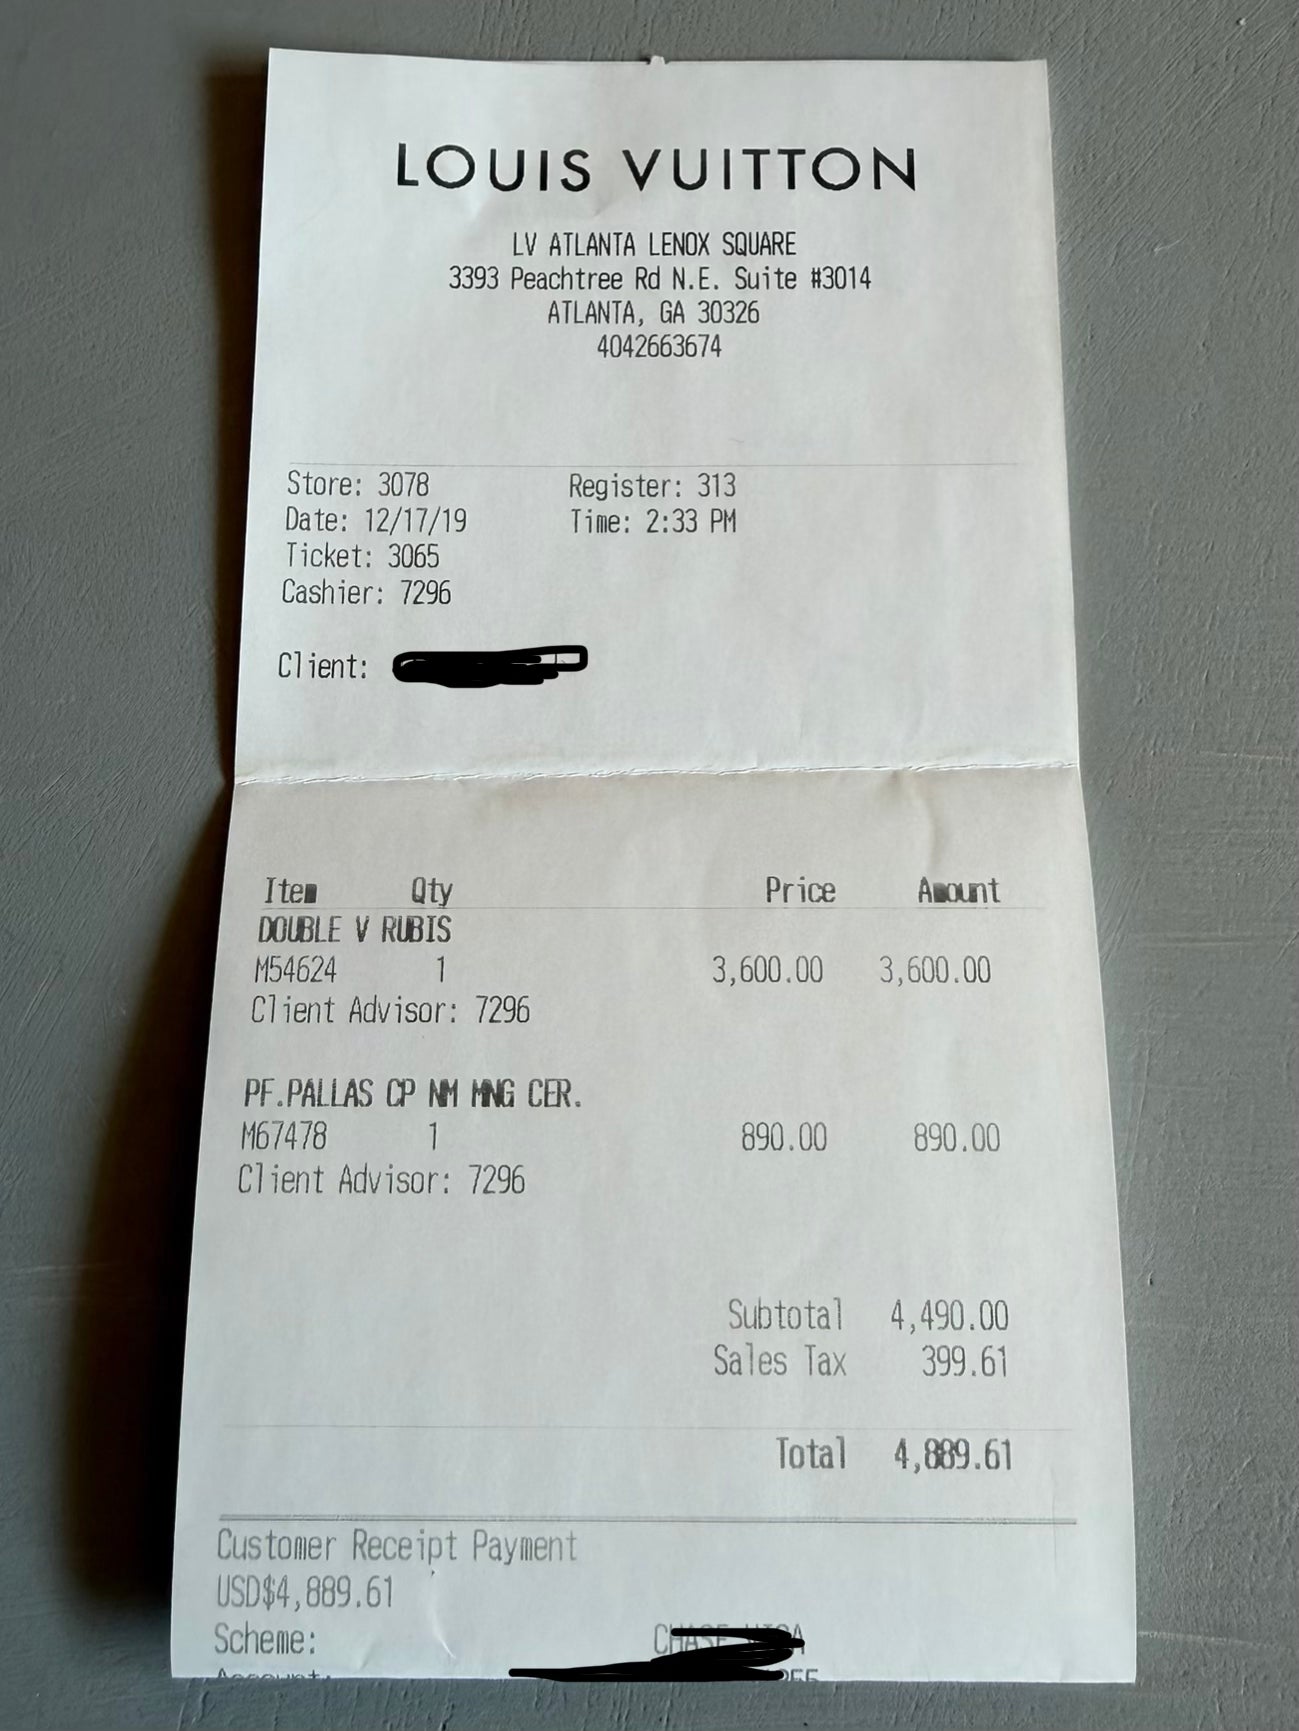 LOUIS VUITTON
LV ATLANTA LENOX SQUARE
3393 Peachtree Rd N.E. Suite #3014
ATLANTA, GA 30326
4042663674
Store: 3078 Register: 313
Date: 12/17/19 Time: 2:33 PM
Ticket: 3065
Cashier: 7296
Client:
Item Qty Price Amount
DOUBLE V RUBIS
M54624 1 3,600.00 3,600.00
Client Advisor: 7296
PF.PALLAS CP NM MNG CER.
M67478 1 890.00 890.00
Client Advisor: 7296
Subtotal 4,490.00
Sales Tax 399.61
Total 4,889.61
Customer Receipt Payment
USD$4,889.61
Scheme:
Account: